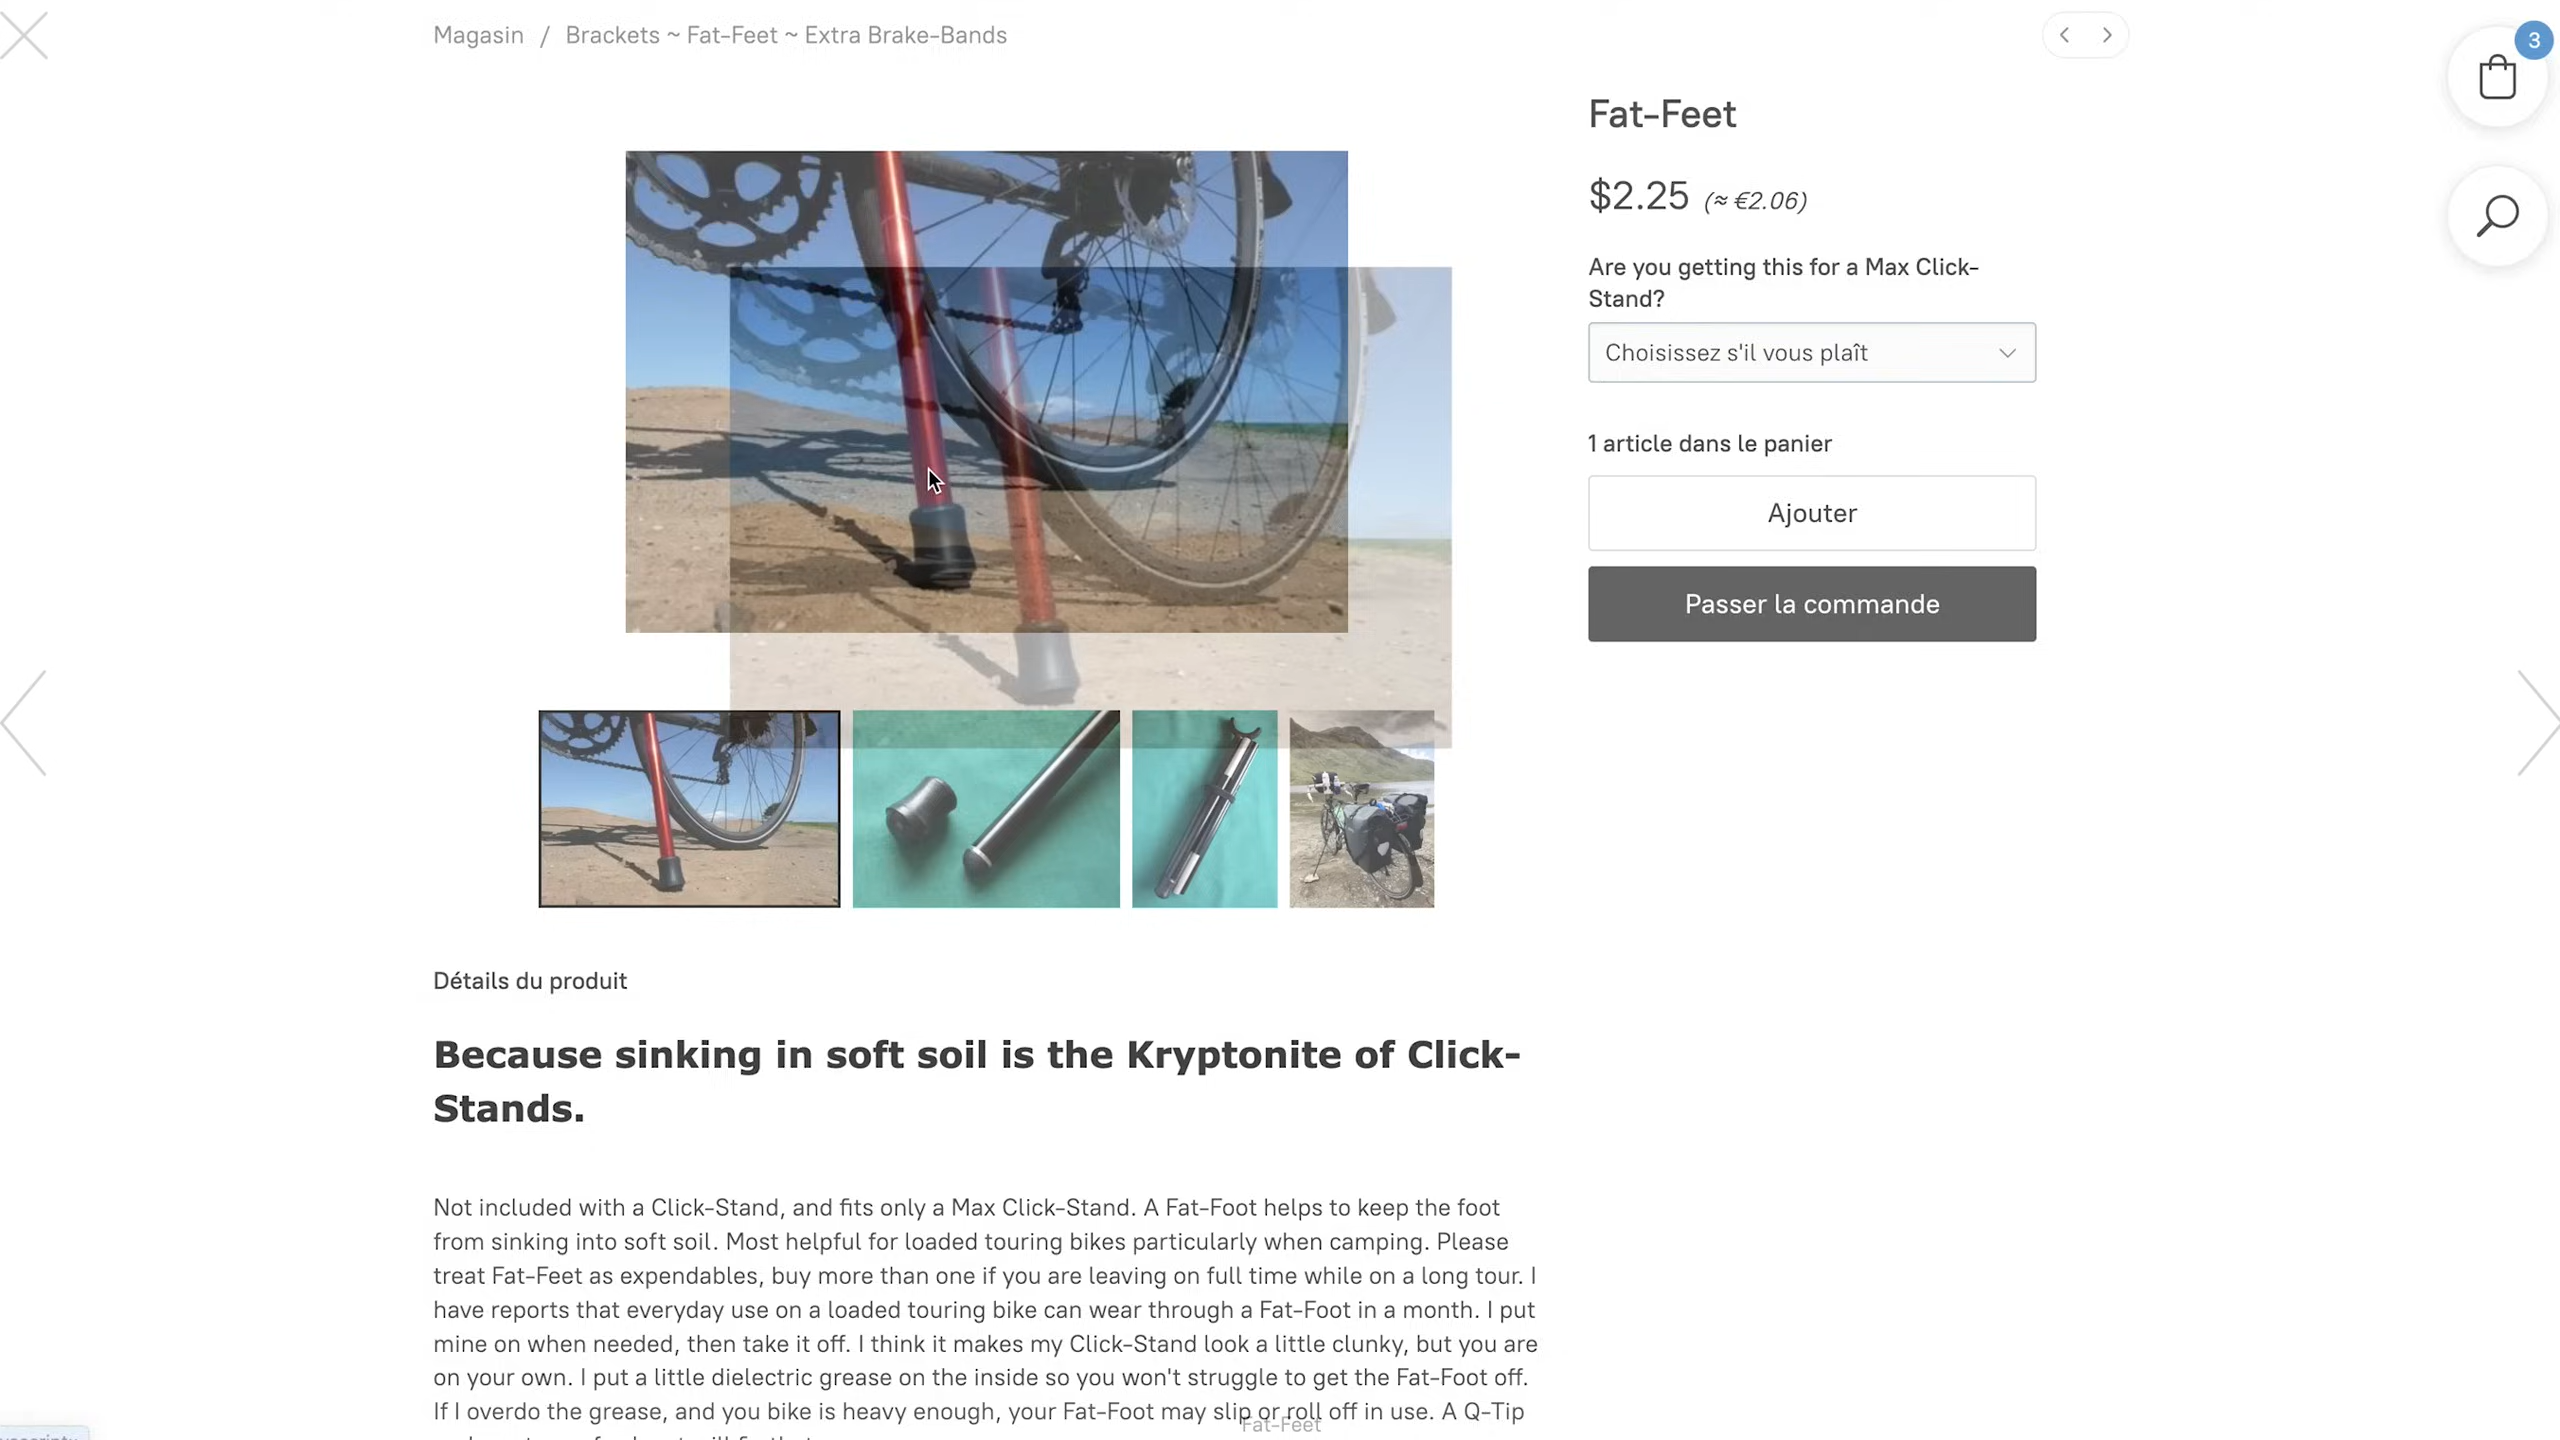 Magasin / Brackets ~ Fat-Feet ~ Extra Brake-Bands
3
Fat-Feet
$2.25 (≈ €2.06)
Are you getting this for a Max Click-
Stand?
Choisissez s'il vous plaît
1 article dans le panier
Ajouter
Passer la commande
Détails du produit
Because sinking in soft soil is the Kryptonite of Click-
Stands.
Not included with a Click-Stand, and fits only a Max Click-Stand. A Fat-Foot helps to keep the foot
from sinking into soft soil. Most helpful for loaded touring bikes particularly when camping. Please
treat Fat-Feet as expendables, buy more than one if you are leaving on full time while on a long tour. I
have reports that everyday use on a loaded touring bike can wear through a Fat-Foot in a month. I put
mine on when needed, then take it off. I think it makes my Click-Stand look a little clunky, but you are
on your own. I put a little dielectric grease on the inside so you won't struggle to get the Fat-Foot off.
If I overdo the grease, and you bike is heavy enough, your Fat-Foot may slip or roll off in use. A Q-Tip
Fat-Feet